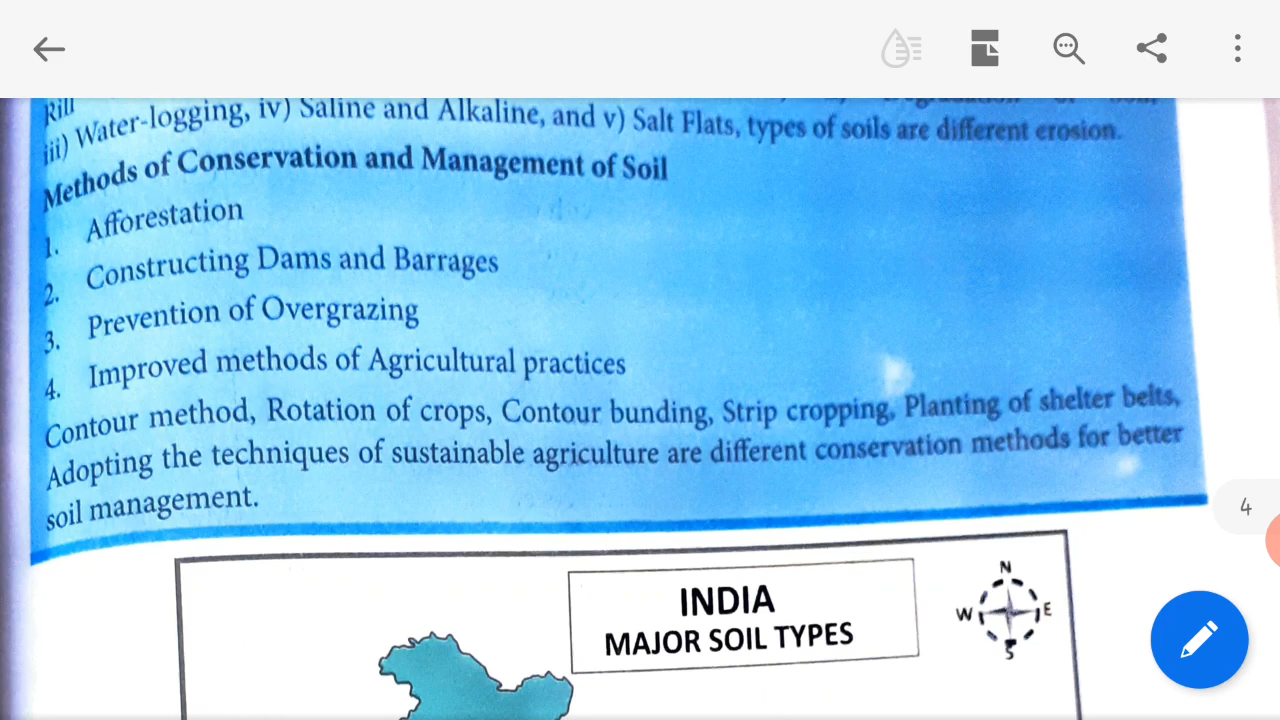 Rill
iii) Water-logging, iv) Saline and Alkaline, and v) Salt Flats, types of soils are different erosion.
Methods of Conservation and Management of Soil
1. Afforestation
2. Constructing Dams and Barrages
3. Prevention of Overgrazing
4. Improved methods of Agricultural practices
Contour method, Rotation of crops, Contour bunding, Strip cropping, Planting of shelter belts,
Adopting the techniques of sustainable agriculture are different conservation methods for better
soil management.
4
INDIA
MAJOR SOIL TYPES
N
W E
S